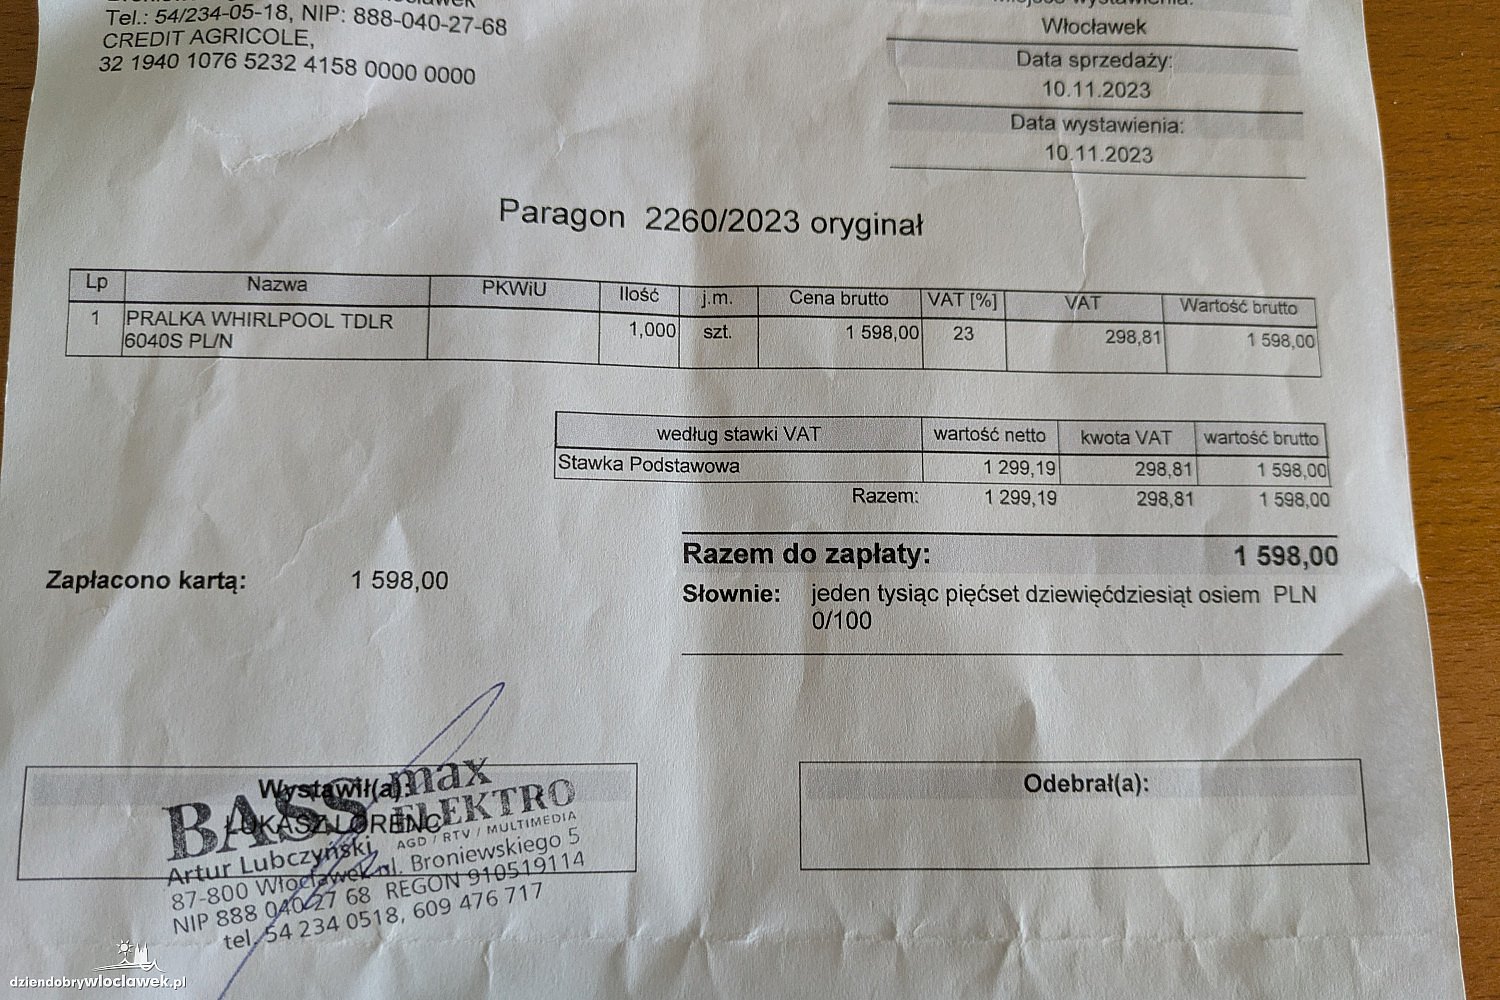 Tel.: 54/234-05-18, NIP: 888-040-27-68
CREDIT AGRICOLE,
32 1940 1076 5232 4158 0000 0000
Włocławek
Data sprzedaży:
10.11.2023
Data wystawienia:
10.11.2023
Paragon 2260/2023 oryginał
Lp Nazwa PKWiU Ilość j.m. Cena brutto VAT [%] VAT Wartość brutto
1 PRALKA WHIRLPOOL TDLR 1,000 szt. 1 598,00 23 298,81 1 598,00
6040S PL/N
według stawki VAT wartość netto kwota VAT wartość brutto
Stawka Podstawowa 1 299,19 298,81 1 598,00
Razem: 1 299,19 298,81 1 598,00
Razem do zapłaty: 1 598,00
Zapłacono kartą: 1 598,00
Słownie: jeden tysiąc pięćset dziewięćdziesiąt osiem PLN
0/100
Wystawił(a):
ŁUKASZ LORENC
BASS max
ELEKTRO
AGD / RTV / MULTIMEDIA
Artur Lubczyński
87-800 Włocławek ul. Broniewskiego 5
NIP 888 040 27 68 REGON 910519114
tel. 54 234 0518, 609 476 717
Odebrał(a):
dziendobrywloclawek.pl